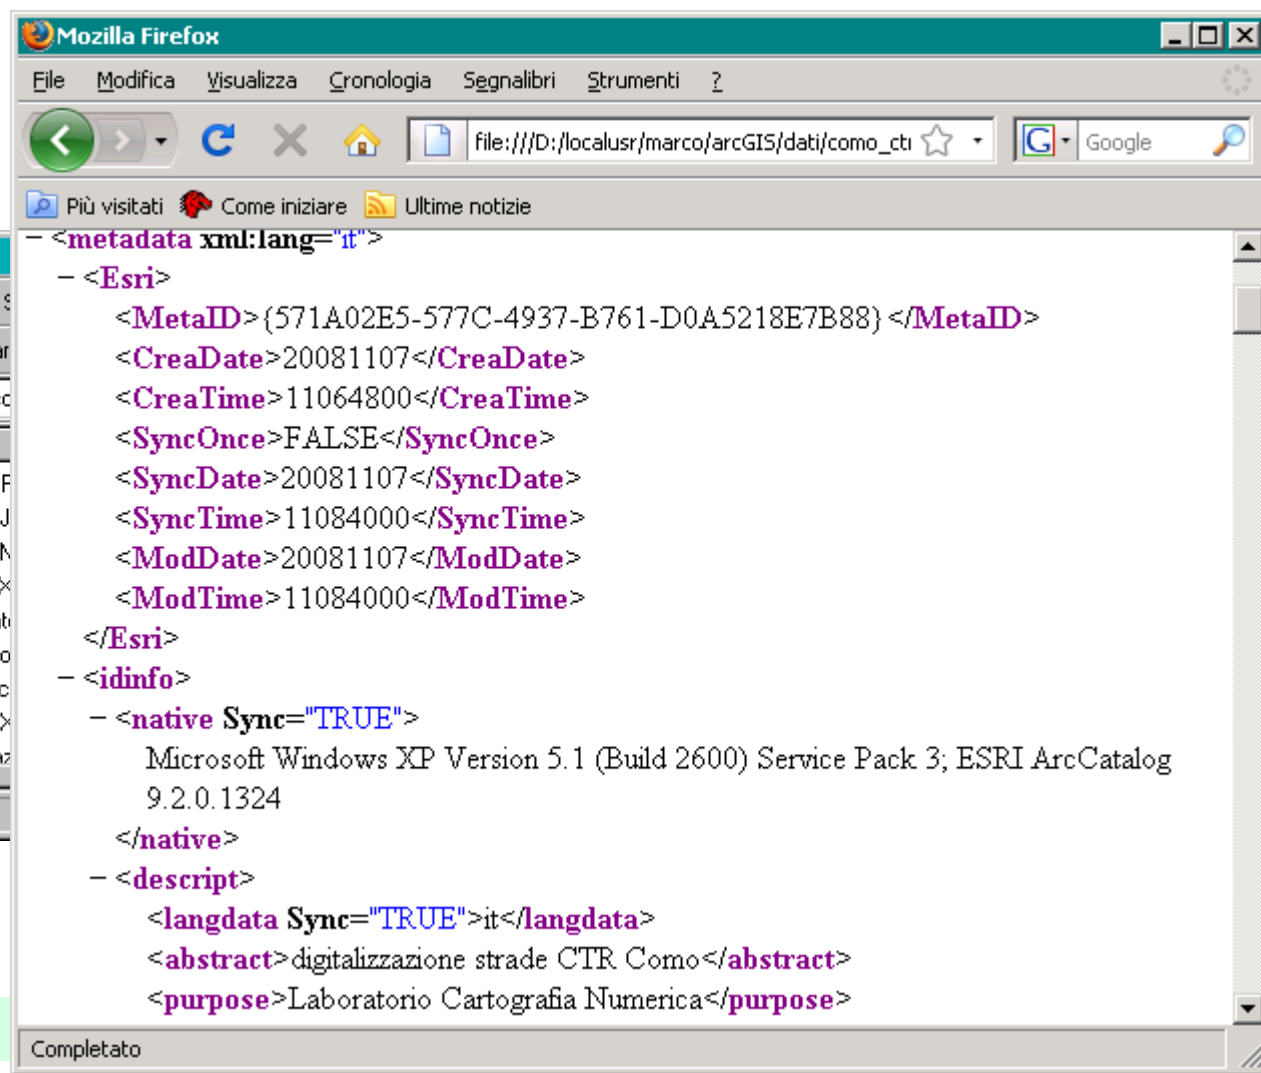 Mozilla Firefox
File Modifica Visualizza Cronologia Segnalibri Strumenti ?
file:///D:/localusr/marco/arcGIS/dati/como_ct G Google
Più visitati Come iniziare Ultime notizie
− <metadata xml:lang="it">
− <Esri>
<MetaID>{571A02E5-577C-4937-B761-D0A5218E7B88}</MetaID>
<CreaDate>20081107</CreaDate>
<CreaTime>11064800</CreaTime>
<SyncOnce>FALSE</SyncOnce>
<SyncDate>20081107</SyncDate>
<SyncTime>11084000</SyncTime>
<ModDate>20081107</ModDate>
<ModTime>11084000</ModTime>
</Esri>
− <idinfo>
− <native Sync="TRUE">
Microsoft Windows XP Version 5.1 (Build 2600) Service Pack 3; ESRI ArcCatalog
9.2.0.1324
</native>
− <descript>
<langdata Sync="TRUE">it</langdata>
<abstract>digitalizzazione strade CTR Como</abstract>
<purpose>Laboratorio Cartografia Numerica</purpose>
Completato